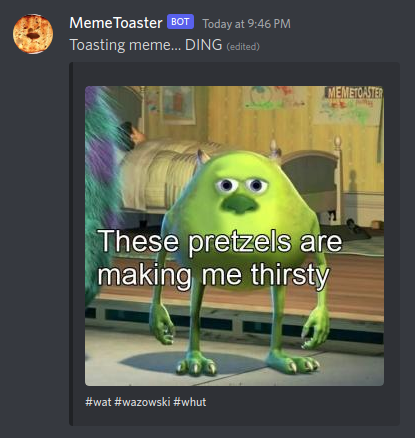 MemeToaster BOT Today at 9:46 PM
Toasting meme... DING (edited)
MEMETOASTER
These pretzels are
making me thirsty
#wat #wazowski #whut